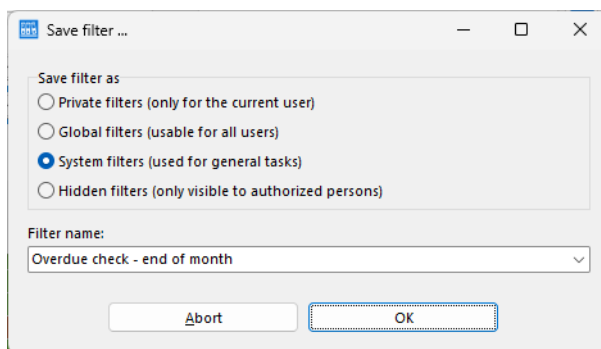 Save filter ...
Save filter as
Private filters (only for the current user)
Global filters (usable for all users)
System filters (used for general tasks)
Hidden filters (only visible to authorized persons)
Filter name:
Overdue check - end of month
Abort OK